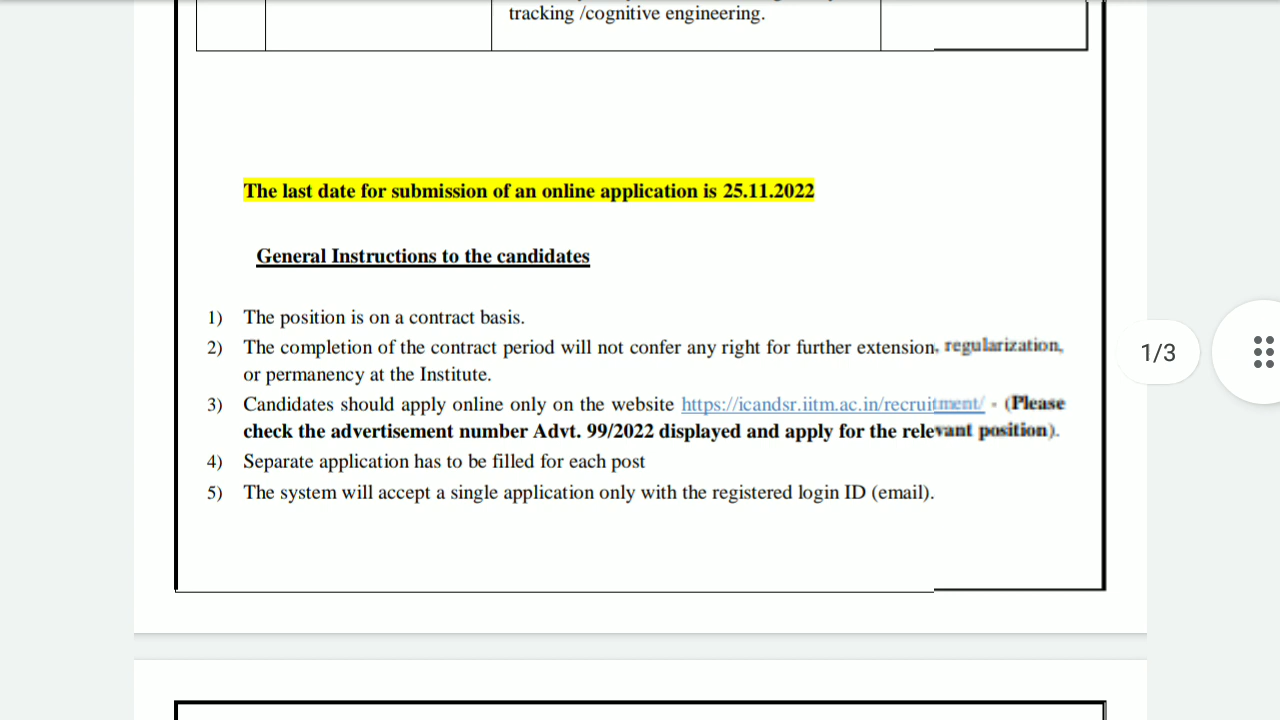 tracking /cognitive engineering.
The last date for submission of an online application is 25.11.2022
General Instructions to the candidates
1) The position is on a contract basis.
2) The completion of the contract period will not confer any right for further extension, regularization,
or permanency at the Institute.
3) Candidates should apply online only on the website https://icandsr.iitm.ac.in/recruitment/ - (Please
check the advertisement number Advt. 99/2022 displayed and apply for the relevant position).
4) Separate application has to be filled for each post
5) The system will accept a single application only with the registered login ID (email).
1/3